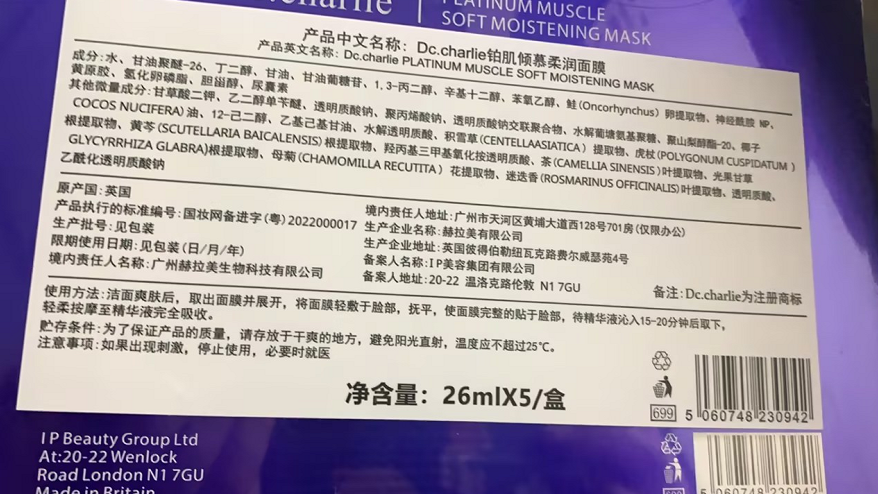 PLATINUM MUSCLE
SOFT MOISTENING MASK
产品中文名称：Dc.charlie铂肌倾慕柔润面膜
产品英文名称：Dc.charlie PLATINUM MUSCLE SOFT MOISTENING MASK
成分：水、甘油聚醚-26、丁二醇、甘油、甘油葡糖苷、1,3-丙二醇、辛基十二醇、苯氧乙醇、鲑(Oncorhynchus)卵提取物、神经酰胺 NP、
黄原胶、氢化卵磷脂、胆甾醇、尿囊素
其他微量成分：甘草酸二钾、乙二醇单苄醚、透明质酸钠、聚丙烯酸钠、透明质酸钠交联聚合物、水解葡塘氨基聚糖、聚山梨醇酯-20、椰子
COCOS NUCIFERA)油、12-己二醇、乙基己基甘油、水解透明质酸、积雪草(CENTELLAASIATICA）提取物、虎杖(POLYGONUM CUSPIDATUM）
根提取物、黄芩(SCUTELLARIA BAICALENSIS)根提取物、羟丙基三甲基氧化按透明质酸、茶(CAMELLIA SINENSIS)叶提取物、光果甘草
GLYCYRRHIZA GLABRA)根提取物、母菊(CHAMOMILLA RECUTITA）花提取物、迷迭香(ROSMARINUS OFFICINALIS)叶提取物、透明质酸、
乙酰化透明质酸钠
原产国：英国
产品执行的标准编号：国妆网备进字(粤)2022000017
生产批号：见包装
限期使用日期：见包装(日/月/年)
境内责任人名称：广州赫拉美生物科技有限公司
境内责任人地址：广州市天河区黄埔大道西128号701房(仅限办公)
生产企业名称：赫拉美有限公司
生产企业地址：英国彼得伯勒纽瓦克路费尔威瑟苑4号
备案人名称：I P美容集团有限公司
备案人地址：20-22 温洛克路伦敦 N1 7GU
备注：Dc.charlie为注册商标
使用方法：洁面爽肤后，取出面膜并展开，将面膜轻敷于脸部，抚平，使面膜完整的贴于脸部，待精华液沁入15-20分钟后取下，
轻柔按摩至精华液完全吸收。
贮存条件：为了保证产品的质量，请存放于干爽的地方，避免阳光直射，温度应不超过25℃。
注意事项：如果出现刺激，停止使用，必要时就医
净含量：26mlX5/盒
699
5 060748 230942
I P Beauty Group Ltd
At:20-22 Wenlock
Road London N1 7GU
Made in Britain
5 060748 230942